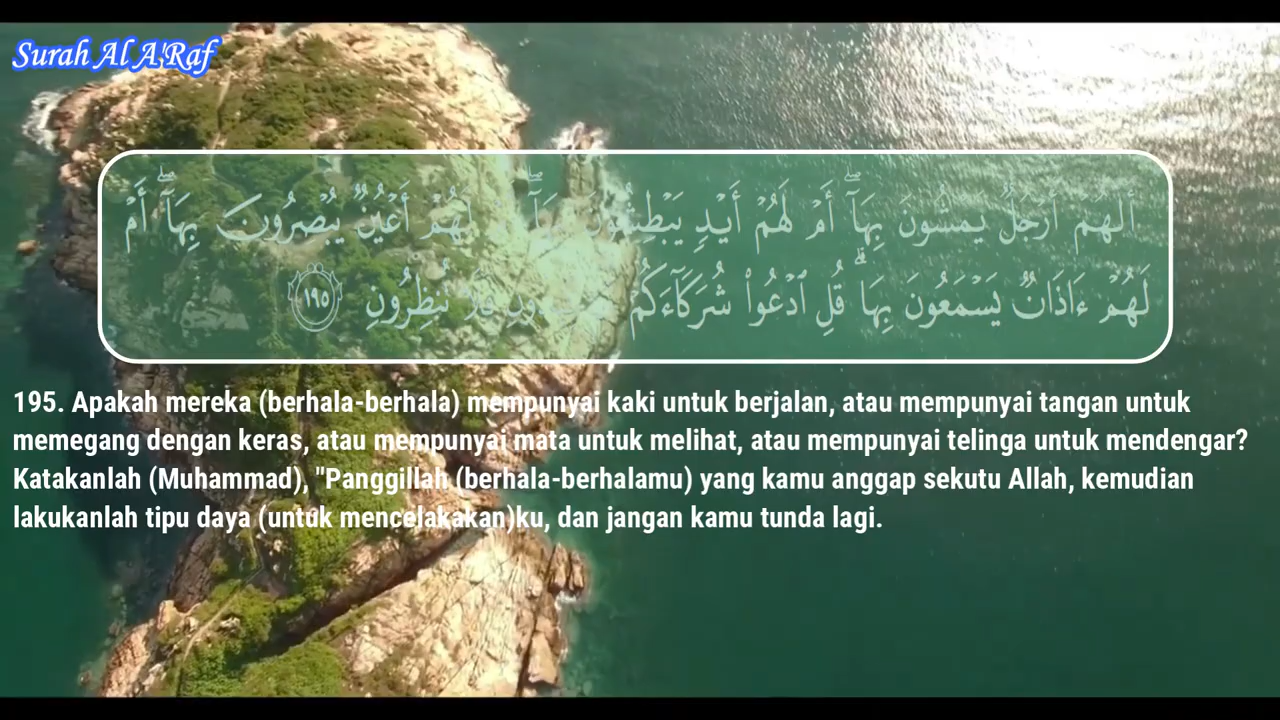 Surah Al A'Raf
أَلَهُمْ أَرْجُلٌ يَمْشُونَ بِهَآ ۖ أَمْ لَهُمْ أَيْدٍ يَبْطِشُونَ بِهَآ ۖ لَهُمْ أَعْيُنٌ يُبْصِرُونَ بِهَآ ۖ أَمْ
لَهُمْ ءَاذَانٌ يَسْمَعُونَ بِهَا ۗ قُلِ ٱدْعُوا۟ شُرَكَآءَكُمْ فَلَا تُنظِرُونِ ١٩٥
195. Apakah mereka (berhala-berhala) mempunyai kaki untuk berjalan, atau mempunyai tangan untuk
memegang dengan keras, atau mempunyai mata untuk melihat, atau mempunyai telinga untuk mendengar?
Katakanlah (Muhammad), "Panggillah (berhala-berhalamu) yang kamu anggap sekutu Allah, kemudian
lakukanlah tipu daya (untuk mencelakakan)ku, dan jangan kamu tunda lagi.